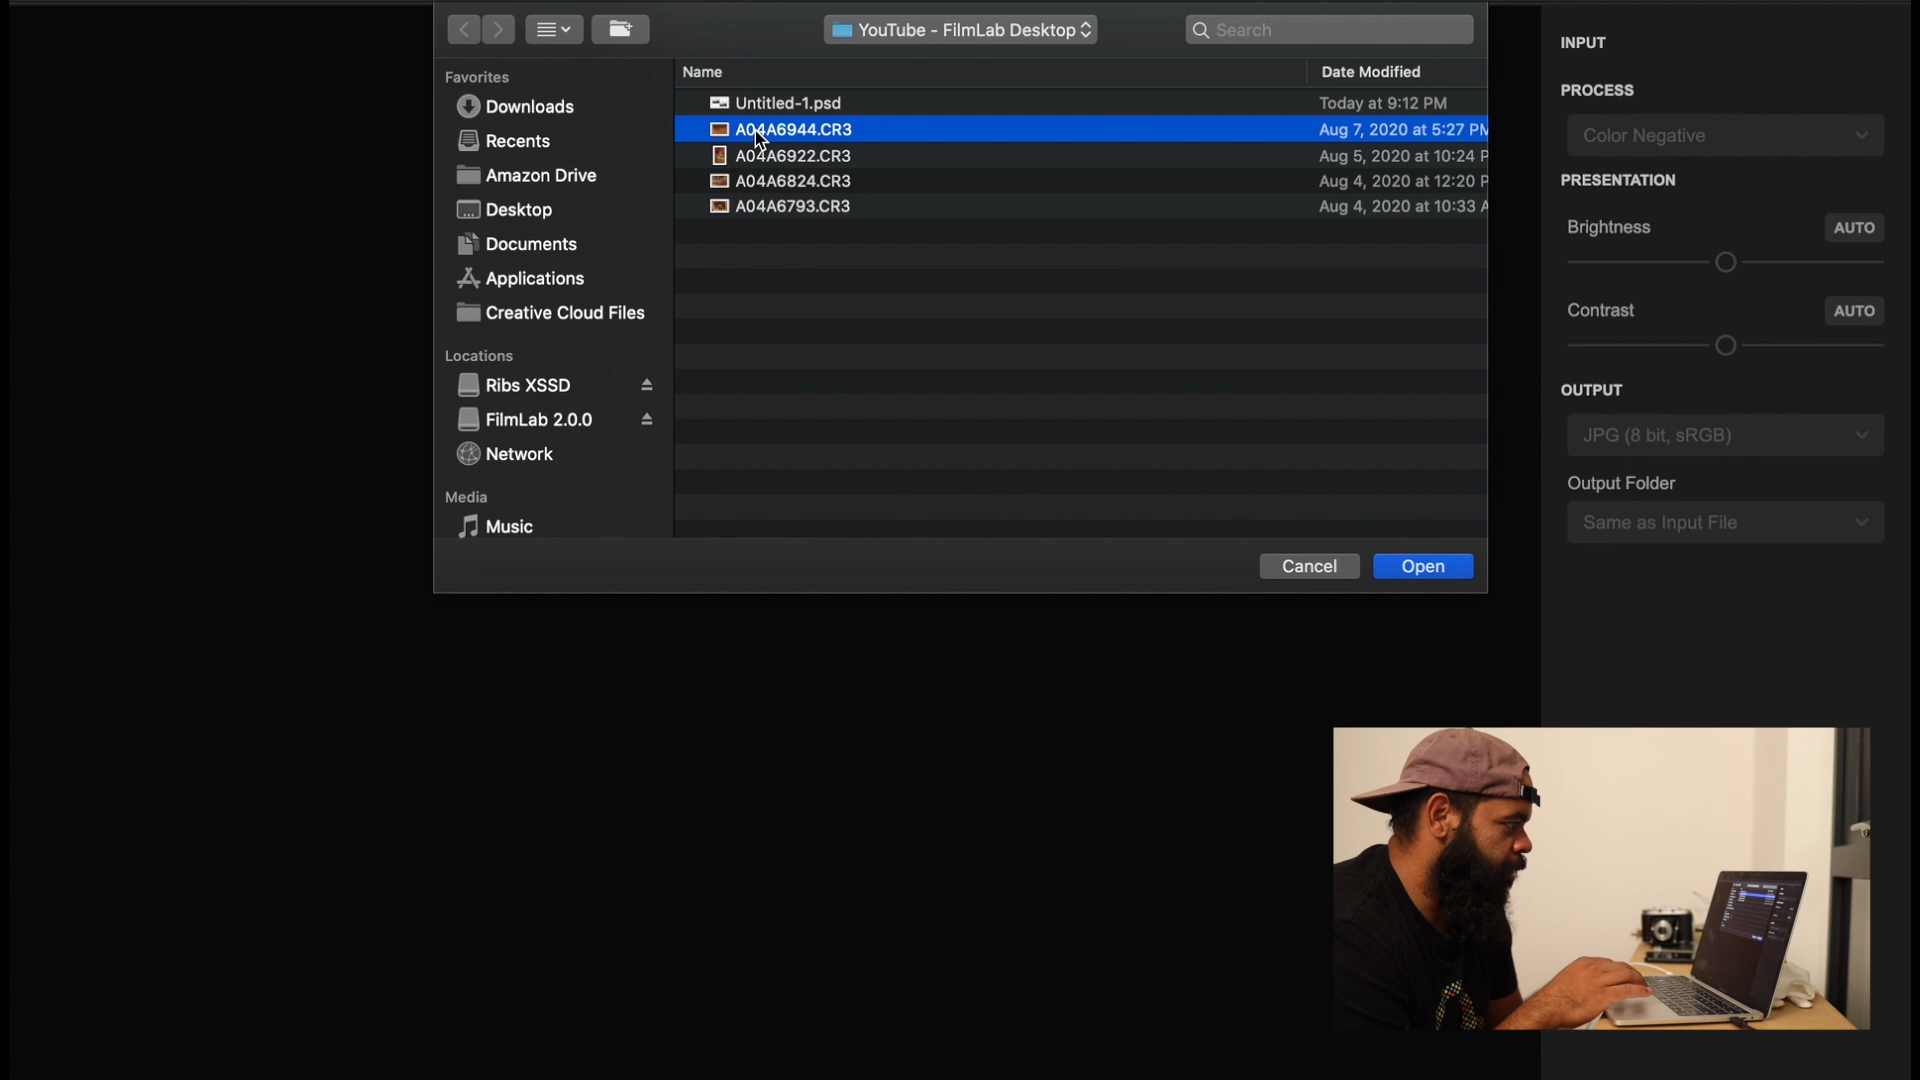 YouTube - FilmLab Desktop
Search
Favorites
Downloads
Recents
Amazon Drive
Desktop
Documents
Applications
Creative Cloud Files
Locations
Ribs XSSD
FilmLab 2.0.0
Network
Media
Music
Name Date Modified
Untitled-1.psd Today at 9:12 PM
A04A6944.CR3 Aug 7, 2020 at 5:27 PM
A04A6922.CR3 Aug 5, 2020 at 10:24 P
A04A6824.CR3 Aug 4, 2020 at 12:20 P
A04A6793.CR3 Aug 4, 2020 at 10:33 A
Cancel Open
INPUT
PROCESS
Color Negative
PRESENTATION
Brightness AUTO
Contrast AUTO
OUTPUT
JPG (8 bit, sRGB)
Output Folder
Same as Input File